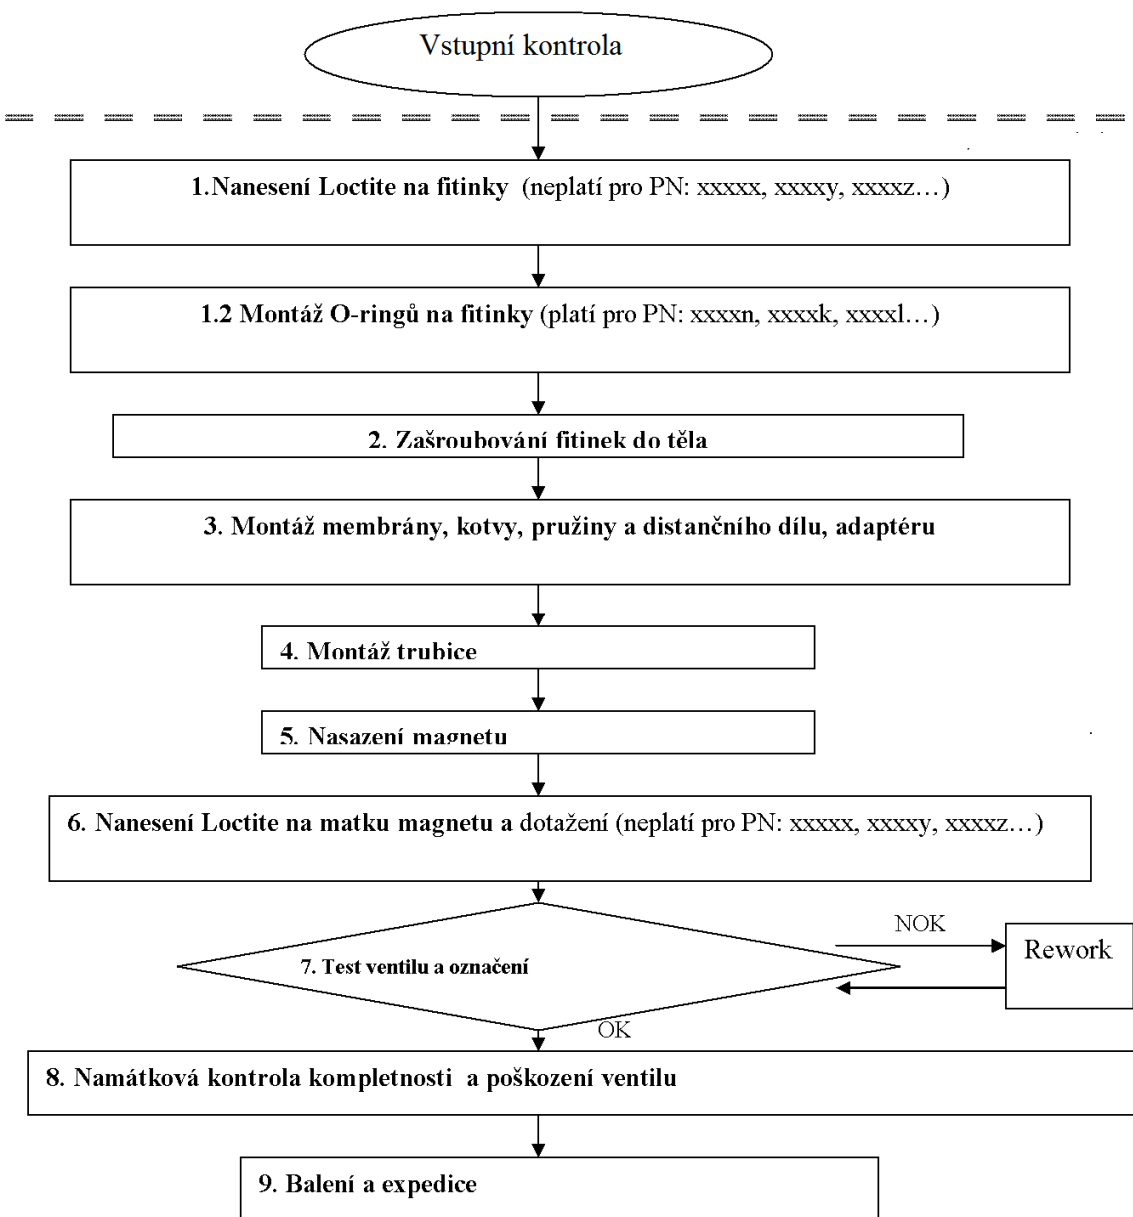 Vstupní kontrola
1.Nanesení Loctite na fitinky (neplatí pro PN: xxxxx, xxxxy, xxxxz…)
1.2 Montáž O-ringů na fitinky (platí pro PN: xxxxn, xxxxk, xxxxl…)
2. Zašroubování fitinek do těla
3. Montáž membrány, kotvy, pružiny a distančního dílu, adaptéru
4. Montáž trubice
5. Nasazení magnetu
6. Nanesení Loctite na matku magnetu a dotažení (neplatí pro PN: xxxxx, xxxxy, xxxxz…)
NOK
Rework
7. Test ventilu a označení
OK
8. Namátková kontrola kompletnosti a poškození ventilu
9. Balení a expedice